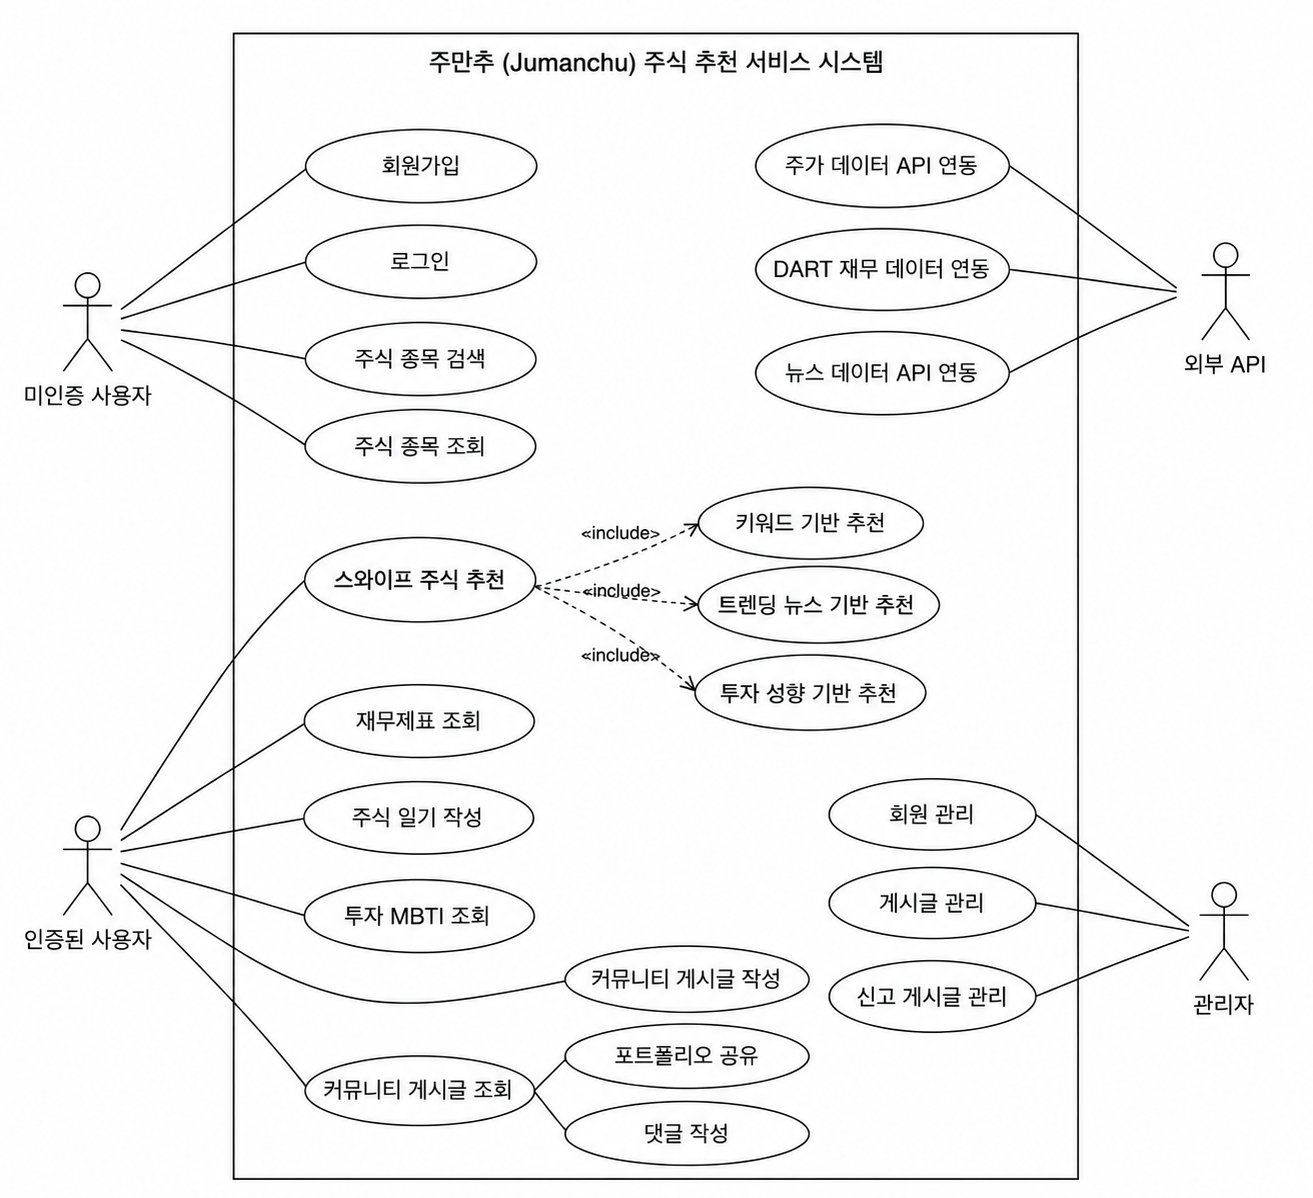 주만추 (Jumanchu) 주식 추천 서비스 시스템
회원가입
로그인
주식 종목 검색
주식 종목 조회
미인증 사용자
주가 데이터 API 연동
DART 재무 데이터 연동
뉴스 데이터 API 연동
외부 API
스와이프 주식 추천
<include>
키워드 기반 추천
<include>
트렌딩 뉴스 기반 추천
<include>
투자 성향 기반 추천
재무제표 조회
주식 일기 작성
투자 MBTI 조회
인증된 사용자
커뮤니티 게시글 작성
커뮤니티 게시글 조회
포트폴리오 공유
댓글 작성
회원 관리
게시글 관리
신고 게시글 관리
관리자